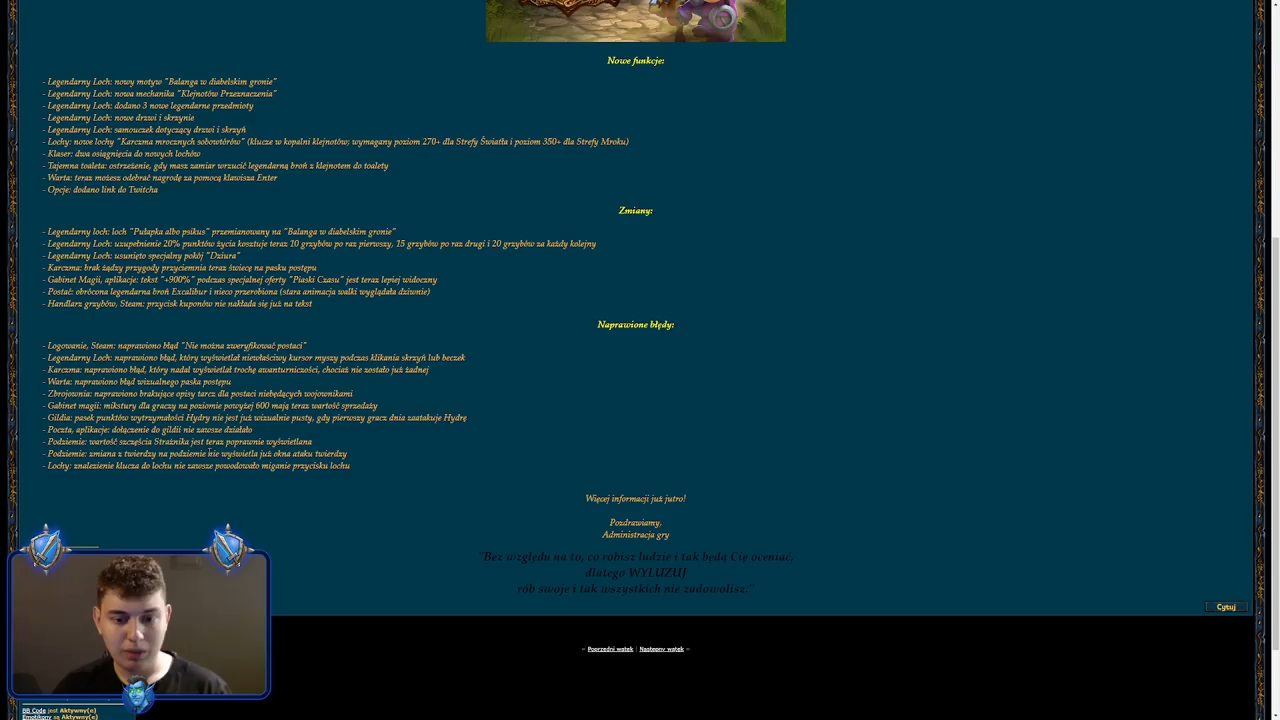 Nowe funkcje:
- Legendarny Loch: nowy motyw "Balanga w diabelskim gronie"
- Legendarny Loch: nowa mechanika "Klejnotów Przeznaczenia"
- Legendarny Loch: dodano 3 nowe legendarne przedmioty
- Legendarny Loch: nowe drzwi i skrzynie
- Legendarny Loch: samouczek dotyczący drzwi i skrzyń
- Lochy: nowe lochy "Karczma mrocznych sobowtórów" (klucze w kopalni klejnotów; wymagany poziom 270+ dla Strefy Światła i poziom 350+ dla Strefy Mroku)
- Klaser: dwa osiągnięcia do nowych lochów
- Tajemna toaleta: ostrzeżenie, gdy masz zamiar wrzucić legendarną broń z klejnotem do toalety
- Warta: teraz możesz odebrać nagrodę za pomocą klawisza Enter
- Opcje: dodano link do Twitcha
Zmiany:
- Legendarny loch: loch "Pułapka albo psikus" przemianowany na "Balanga w diabelskim gronie"
- Legendarny Loch: uzupełnienie 20% punktów życia kosztuje teraz 10 grzybów po raz pierwszy, 15 grzybów po raz drugi i 20 grzybów za każdy kolejny
- Legendarny Loch: usunięto specjalny pokój "Dziura"
- Karczma: brak żądzy przygody przyciemnia teraz świecę na pasku postępu
- Gabinet Magii, aplikacje: tekst "+900%" podczas specjalnej oferty "Piaski Czasu" jest teraz lepiej widoczny
- Postać: obrócona legendarna broń Excalibur i nieco przerobiona (stara animacja walki wyglądała dziwnie)
- Handlarz grzybów, Steam: przycisk kuponów nie nakłada się już na tekst
Naprawione błędy:
- Logowanie, Steam: naprawiono błąd "Nie można zweryfikować postaci"
- Legendarny Loch: naprawiono błąd, który wyświetlał niewłaściwy kursor myszy podczas klikania skrzyń lub beczek
- Karczma: naprawiono błąd, który nadal wyświetlał trochę awanturniczości, chociaż nie zostało już żadnej
- Warta: naprawiono błąd wizualnego paska postępu
- Zbrojownia: naprawiono brakujące opisy tarcz dla postaci niebędących wojownikami
- Gabinet magii: mikstury dla graczy na poziomie powyżej 600 mają teraz wartość sprzedaży
- Gildia: pasek punktów wytrzymałości Hydry nie jest już wizualnie pusty, gdy pierwszy gracz dnia zaatakuje Hydrę
- Poczta, aplikacje: dołączenie do gildii nie zawsze działało
- Podziemie: wartość szczęścia Strażnika jest teraz poprawnie wyświetlana
- Podziemie: zmiana z twierdzy na podziemie nie wyświetla już okna ataku twierdzy
- Lochy: znalezienie klucza do lochu nie zawsze powodowało miganie przycisku lochu
Więcej informacji już jutro!
Pozdrawiamy,
Administracja gry
"Bez względu na to, co robisz ludzie i tak będą Cię oceniać,
dlatego WYLUZUJ
rób swoje i tak wszystkich nie zadowolisz."
Cytuj
« Poprzedni wątek | Następny wątek »
BB Code jest Aktywny(e)
Emotikony są Aktywny(e)